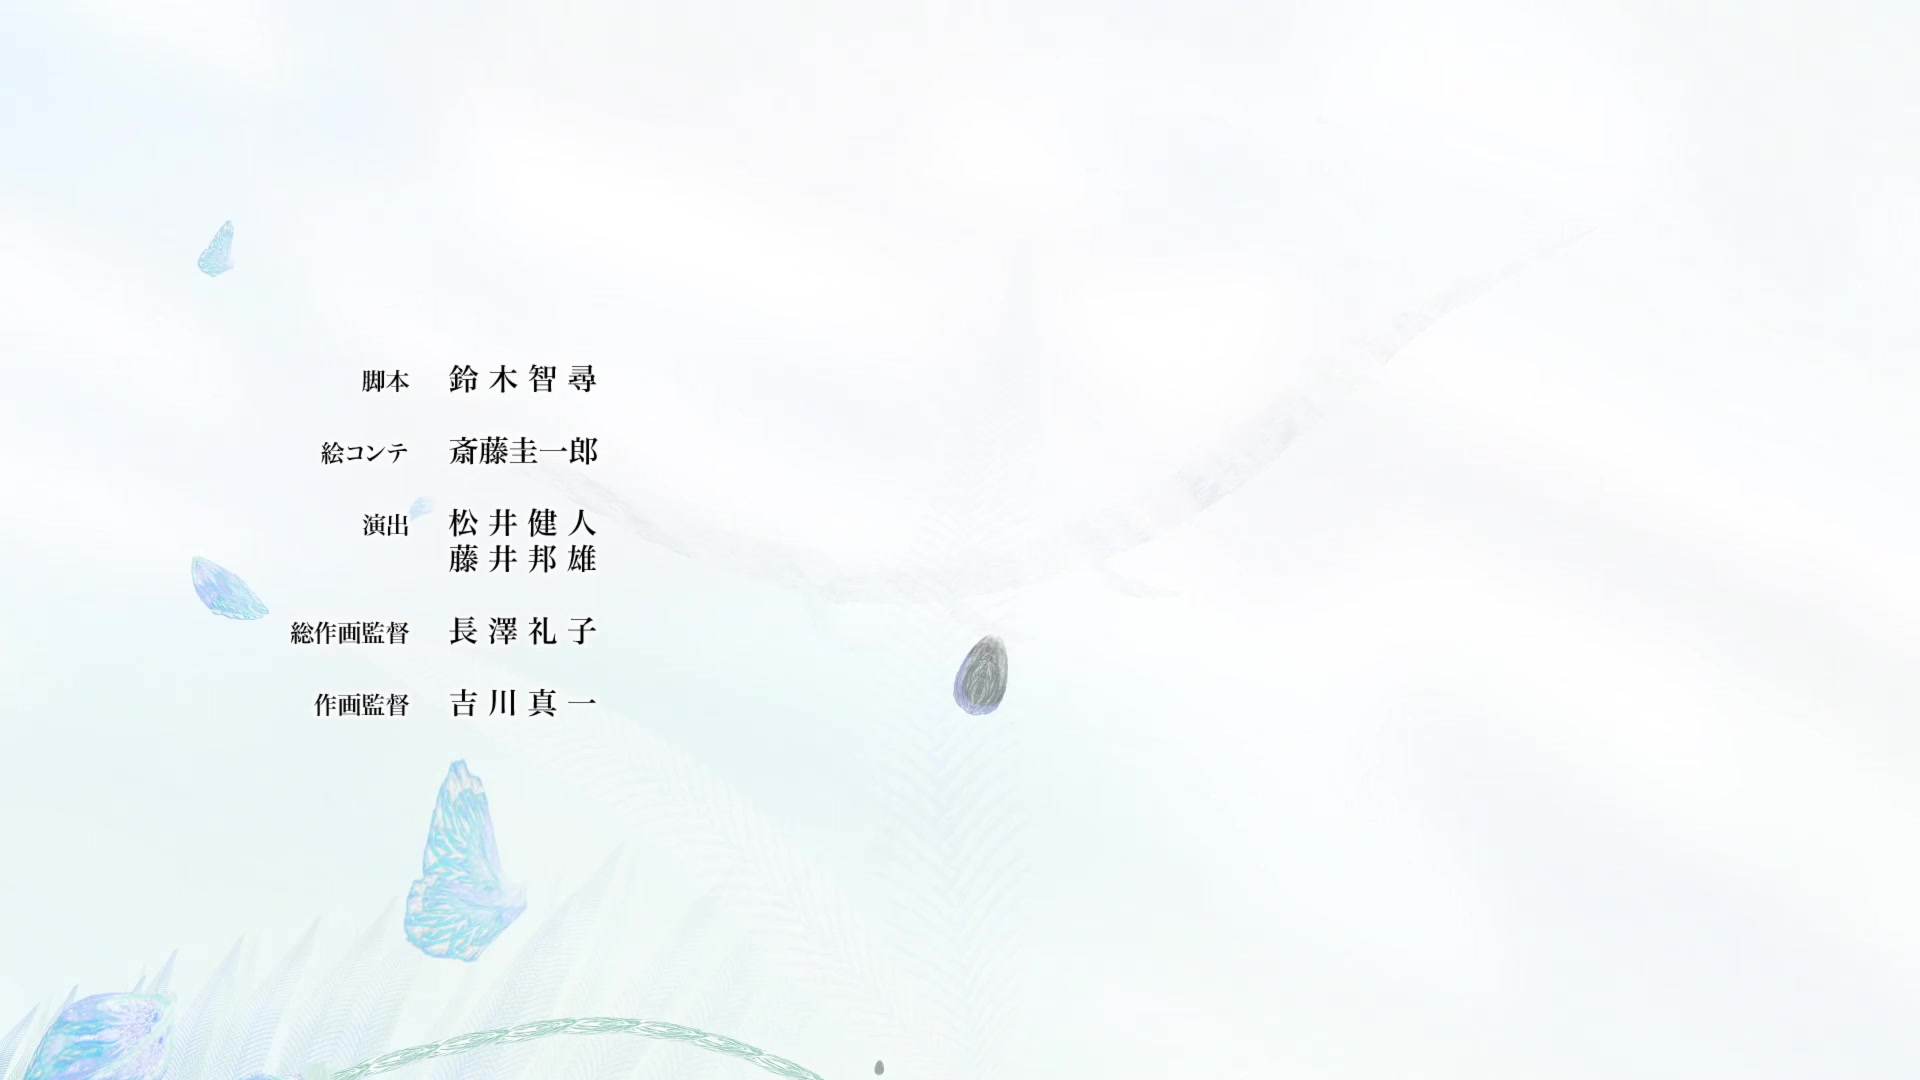 脚本 鈴木智尋
絵コンテ 斎藤圭一郎
演出 松井健人
藤井邦雄
総作画監督 長澤礼子
作画監督 吉川真一